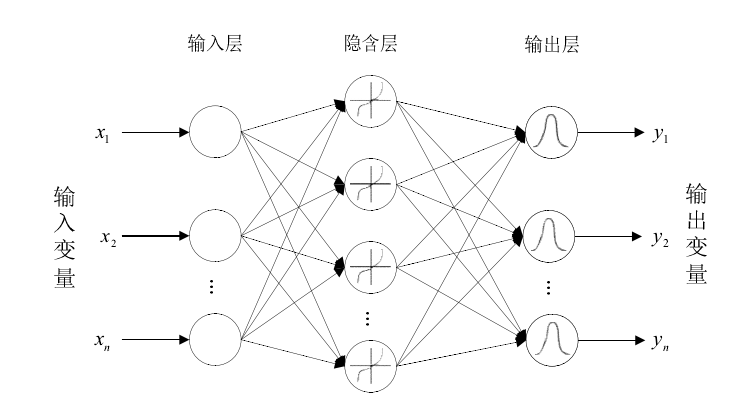 输入层 隐含层 输出层
x1 y1
输入变量 输出变量
x2 y2
⋮ ⋮
⋮
xn yn